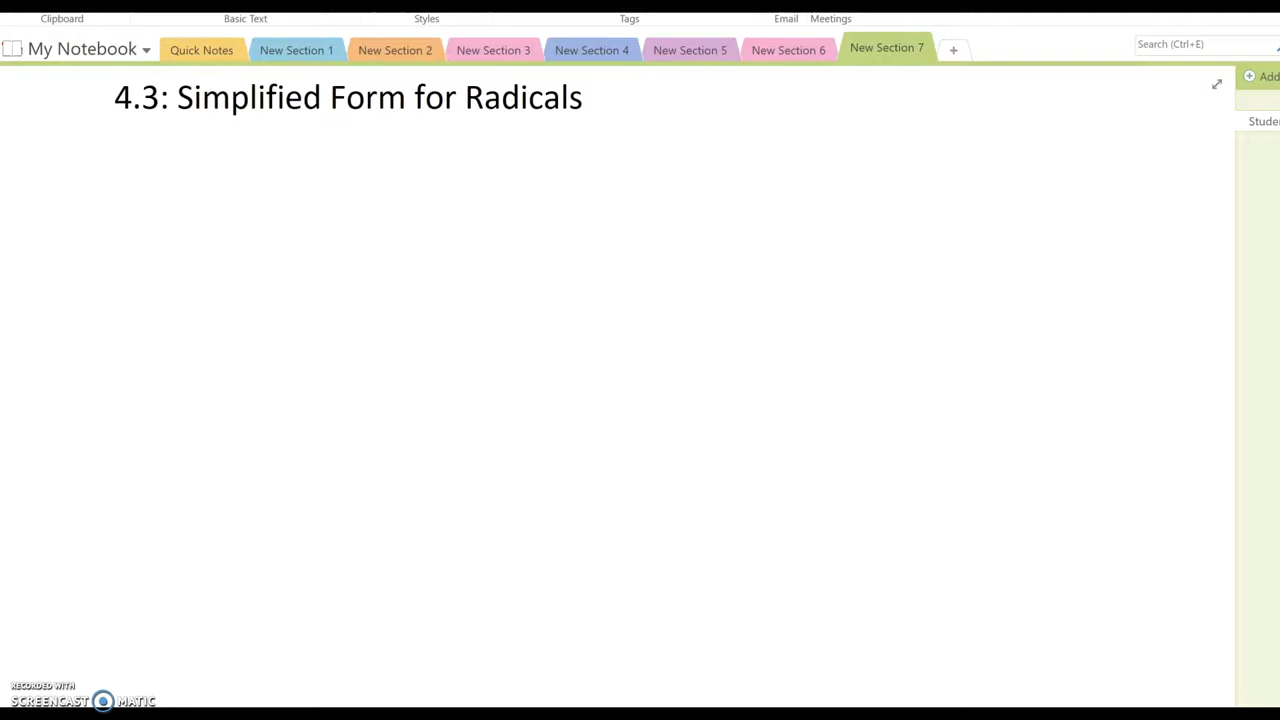 Clipboard Basic Text Styles Tags Email Meetings
My Notebook Quick Notes New Section 1 New Section 2 New Section 3 New Section 4 New Section 5 New Section 6 New Section 7 + Search (Ctrl+E)
4.3: Simplified Form for Radicals
Add
Studer
RECORDED WITH
SCREENCAST MATIC